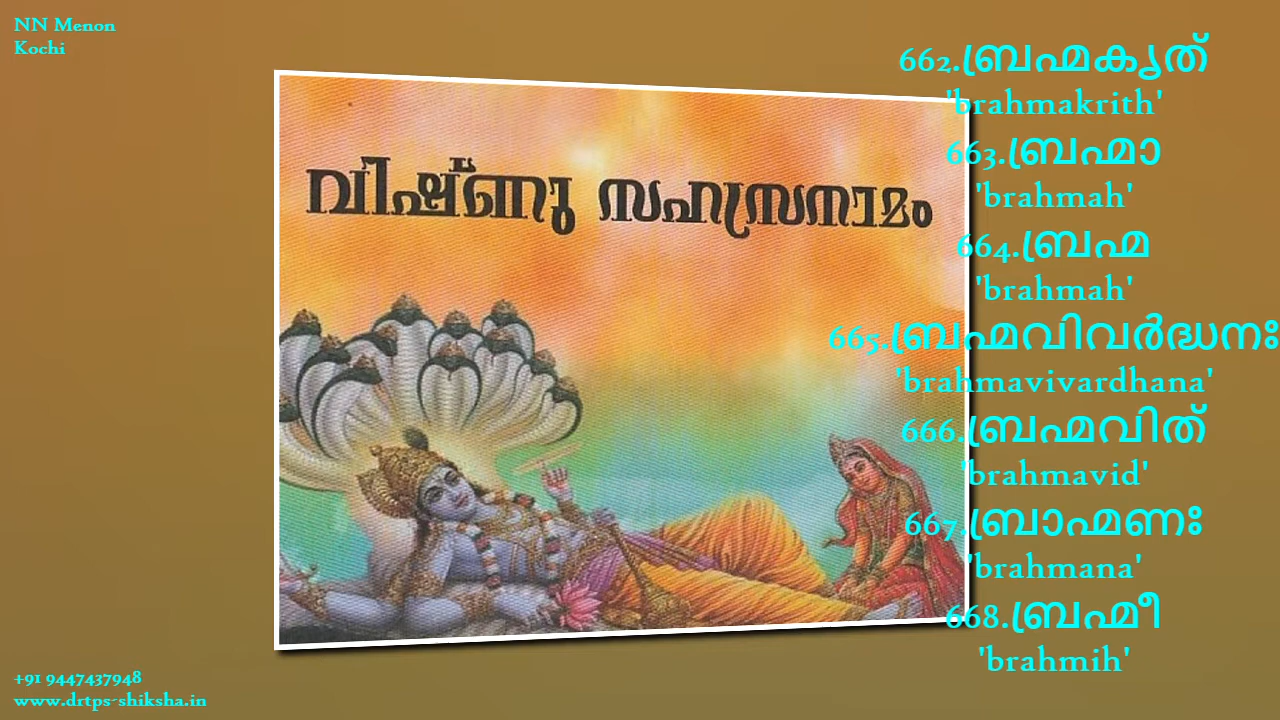 NN Menon
Kochi
വിഷ്ണു സഹസ്രനാമം
662.ബ്രഹ്മകൃത്
'brahmakrith'
663.ബ്രഹ്മാ
'brahmah'
664.ബ്രഹ്മ
'brahmah'
665.ബ്രഹ്മവിവർദ്ധനഃ
'brahmavivardhana'
666.ബ്രഹ്മവിത്
'brahmavid'
667.ബ്രാഹ്മണഃ
'brahmana'
668.ബ്രഹ്മീ
'brahmih'
+91 9447437948
www.drtps-shiksha.in